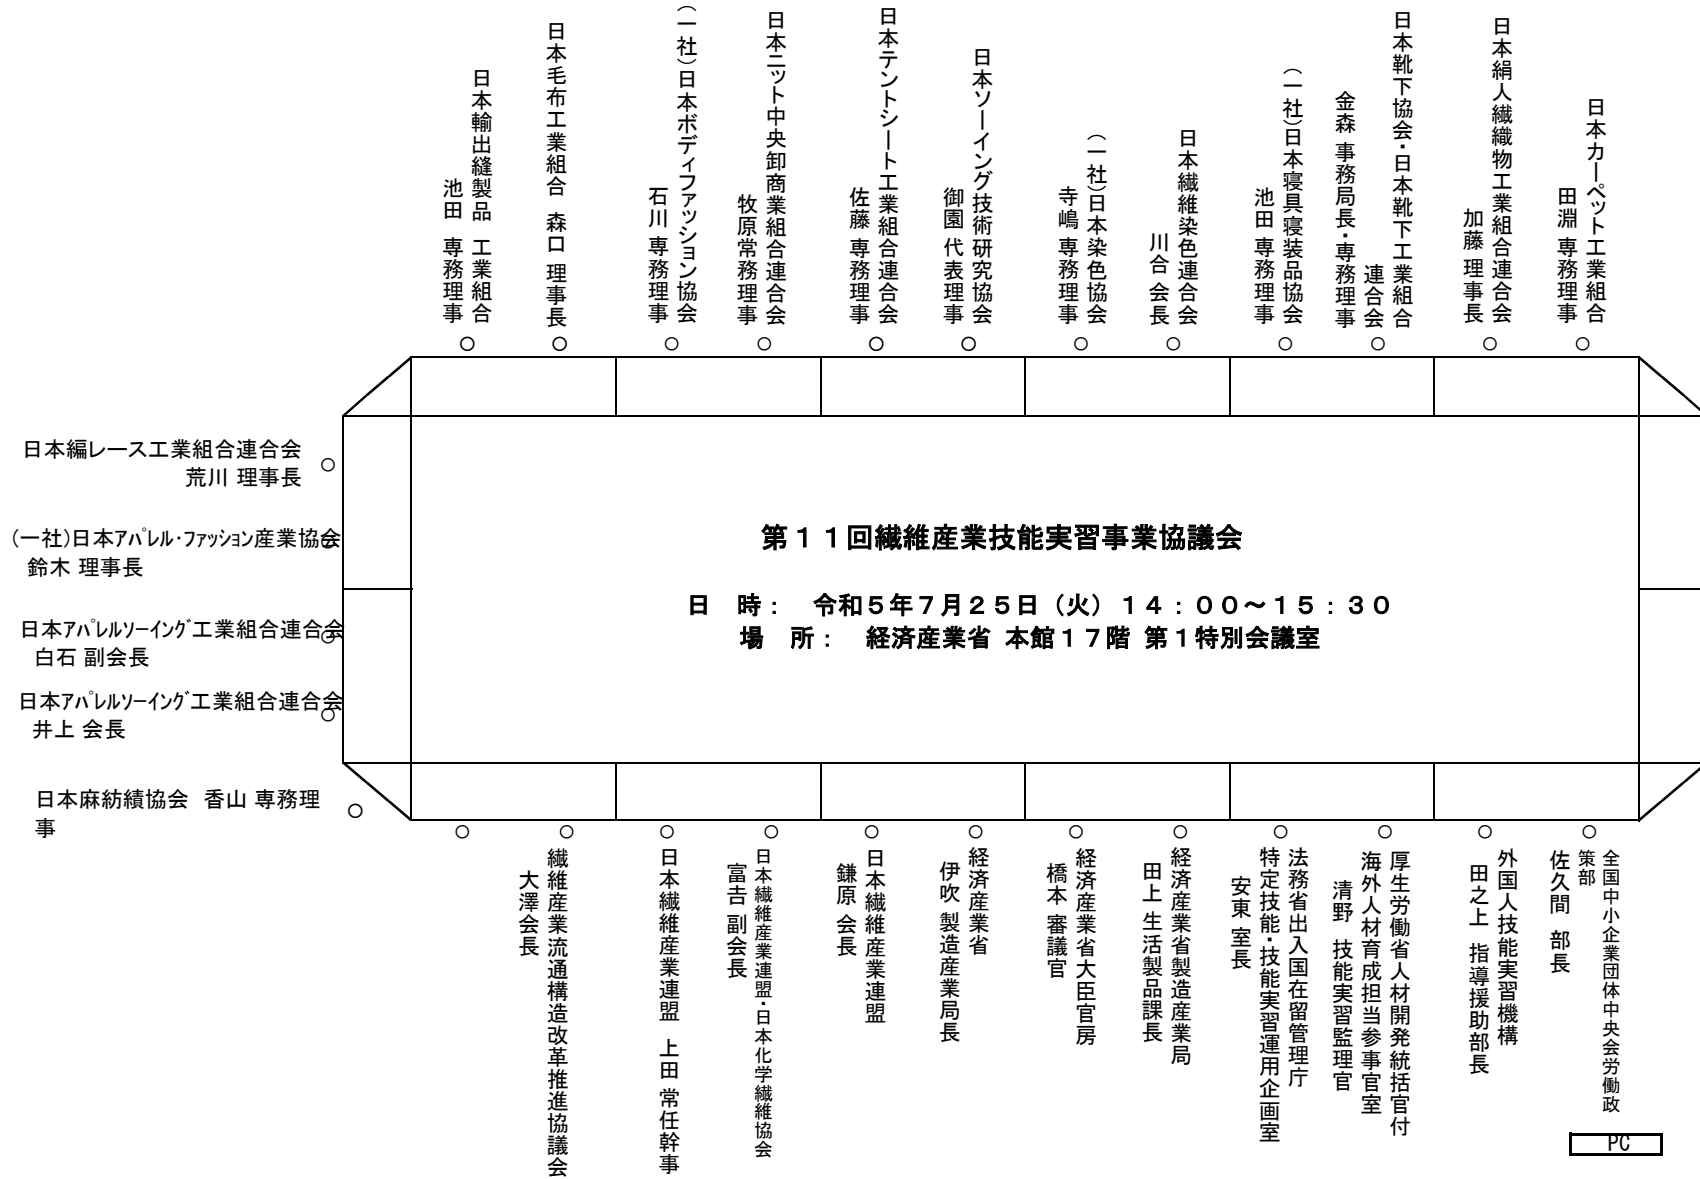 日本輸出縫製品 工業組合
池田 専務理事
日本毛布工業組合 森口 理事長
（一社）日本ボディファッション協会
石川 専務理事
日本ニット中央卸商業組合連合会
牧原常務理事
日本テントシート工業組合連合会
佐藤 専務理事
日本ソーイング技術研究協会
御園 代表理事
（一社）日本染色協会
寺嶋 専務理事
日本繊維染色連合会
川合 会長
（一社）日本寝具寝装品協会
池田 専務理事
日本靴下協会・日本靴下工業組合
連合会
金森 事務局長・専務理事
日本絹人繊織物工業組合連合会
加藤 理事長
日本カーペット工業組合
田淵 専務理事
日本編レース工業組合連合会
荒川 理事長
（一社）日本アパレル・ファッション産業協会
鈴木 理事長
日本アパレルソーイング工業組合連合会
白石 副会長
日本アパレルソーイング工業組合連合会
井上 会長
日本麻紡績協会 香山 専務理
事
第１１回繊維産業技能実習事業協議会
日 時： 令和５年７月２５日（火）１４：００～１５：３０
場 所： 経済産業省 本館１７階 第１特別会議室
繊維産業流通構造改革推進協議会
大澤会長
日本繊維産業連盟 上田 常任幹事
日本繊維産業連盟・日本化学繊維協会
富𠮷 副会長
日本繊維産業連盟
鎌原 会長
経済産業省
伊吹 製造産業局長
経済産業省大臣官房
橋本 審議官
経済産業省製造産業局
田上 生活製品課長
法務省出入国在留管理庁
特定技能・技能実習運用企画室
安東 室長
厚生労働省人材開発統括官付
海外人材育成担当参事官室
清野 技能実習監理官
外国人技能実習機構
田之上 指導援助部長
全国中小企業団体中央会労働政
策部
佐久間 部長
PC